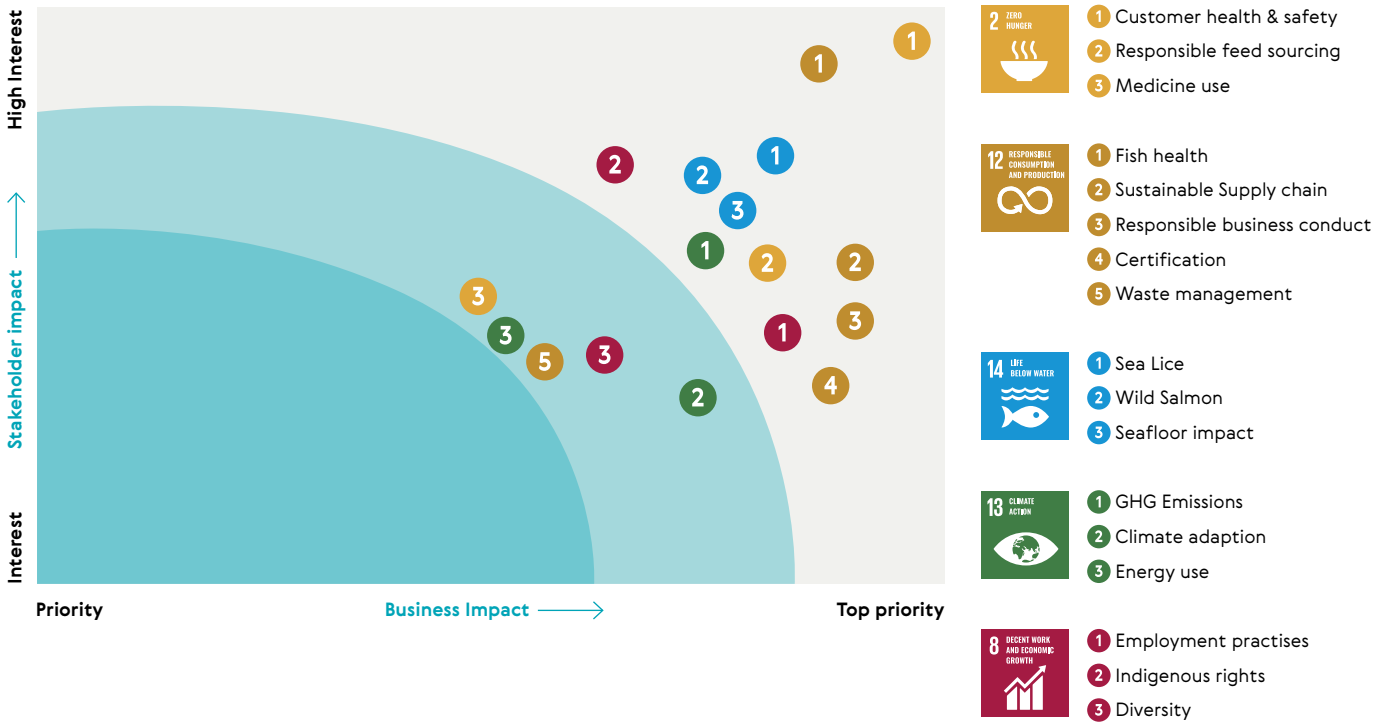 High Interest
Stakeholder impact
Interest
1
1
2
2
1
3
1
2
2
3
3
5
3
1
3
4
2
Priority
Business Impact
Top priority
2 ZERO
HUNGER
1 Customer health & safety
2 Responsible feed sourcing
3 Medicine use
12 RESPONSIBLE
CONSUMPTION
AND PRODUCTION
1 Fish health
2 Sustainable Supply chain
3 Responsible business conduct
4 Certification
5 Waste management
14 LIFE
BELOW WATER
1 Sea Lice
2 Wild Salmon
3 Seafloor impact
13 CLIMATE
ACTION
1 GHG Emissions
2 Climate adaption
3 Energy use
8 DECENT WORK
AND ECONOMIC
GROWTH
1 Employment practises
2 Indigenous rights
3 Diversity